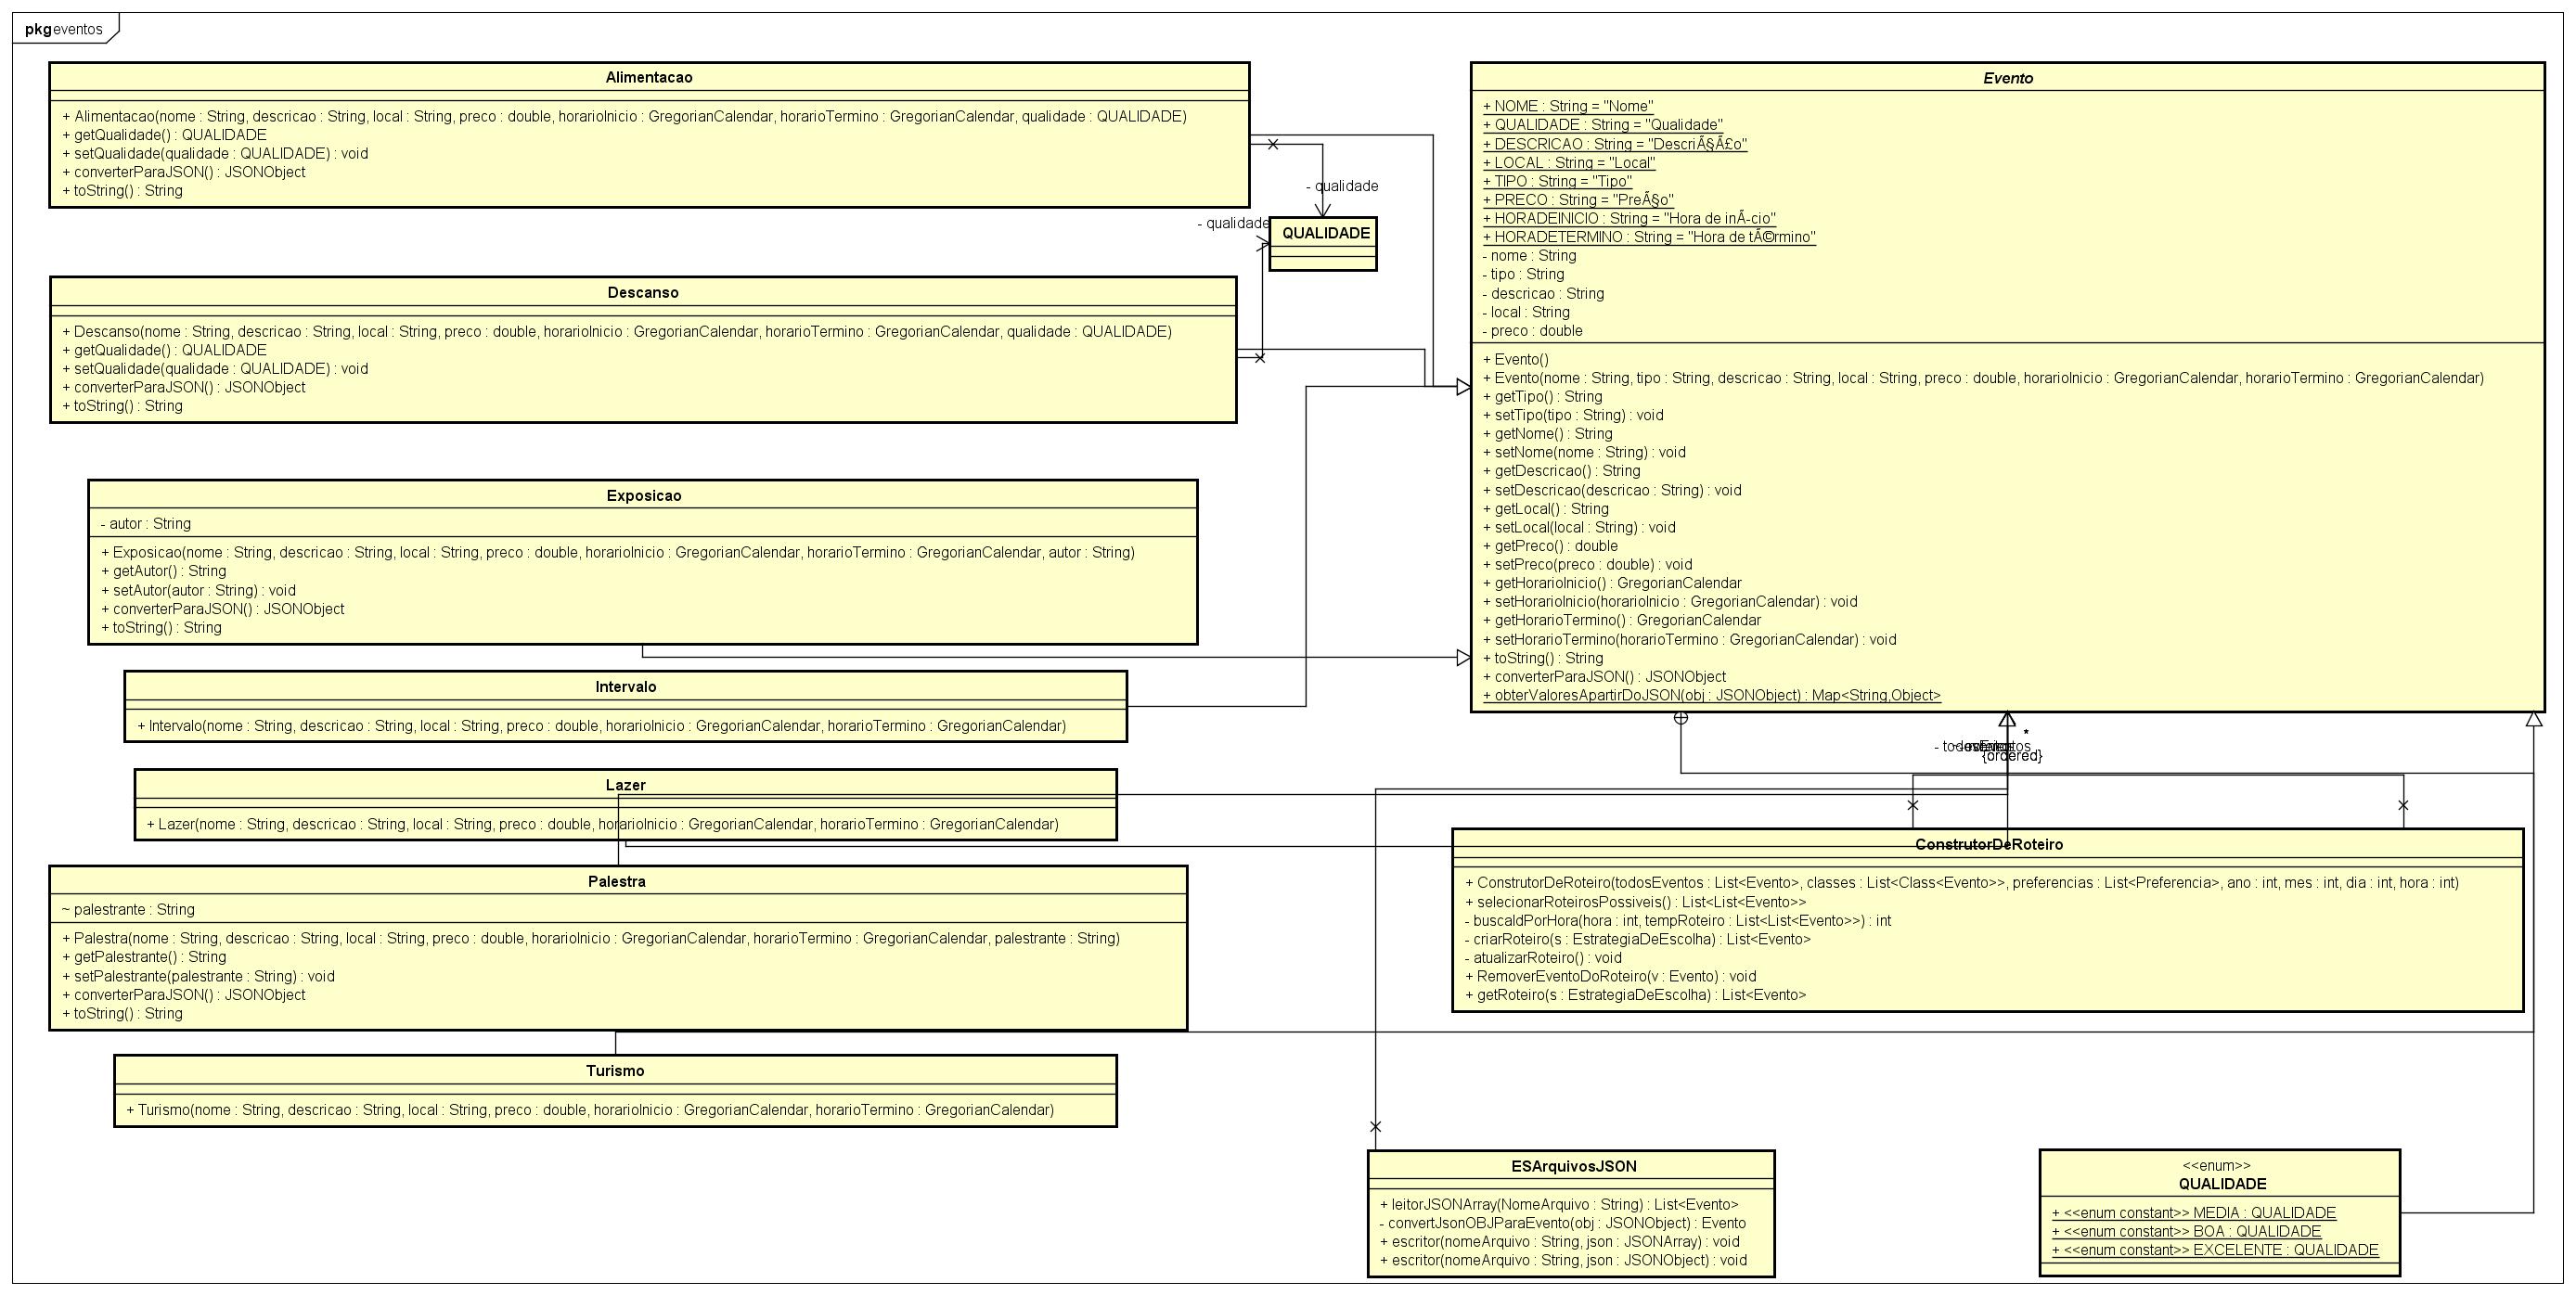 pkg eventos
Alimentacao
+ Alimentacao(nome : String, descricao : String, local : String, preco : double, horarioInicio : GregorianCalendar, horarioTermino : GregorianCalendar, qualidade : QUALIDADE)
+ getQualidade() : QUALIDADE
+ setQualidade(qualidade : QUALIDADE) : void
+ converterParaJSON() : JSONObject
+ toString() : String
- qualidade
- qualidade
QUALIDADE
Descanso
+ Descanso(nome : String, descricao : String, local : String, preco : double, horarioInicio : GregorianCalendar, horarioTermino : GregorianCalendar, qualidade : QUALIDADE)
+ getQualidade() : QUALIDADE
+ setQualidade(qualidade : QUALIDADE) : void
+ converterParaJSON() : JSONObject
+ toString() : String
Exposicao
- autor : String
+ Exposicao(nome : String, descricao : String, local : String, preco : double, horarioInicio : GregorianCalendar, horarioTermino : GregorianCalendar, autor : String)
+ getAutor() : String
+ setAutor(autor : String) : void
+ converterParaJSON() : JSONObject
+ toString() : String
Intervalo
+ Intervalo(nome : String, descricao : String, local : String, preco : double, horarioInicio : GregorianCalendar, horarioTermino : GregorianCalendar)
Lazer
+ Lazer(nome : String, descricao : String, local : String, preco : double, horarioInicio : GregorianCalendar, horarioTermino : GregorianCalendar)
Palestra
~ palestrante : String
+ Palestra(nome : String, descricao : String, local : String, preco : double, horarioInicio : GregorianCalendar, horarioTermino : GregorianCalendar, palestrante : String)
+ getPalestrante() : String
+ setPalestrante(palestrante : String) : void
+ converterParaJSON() : JSONObject
+ toString() : String
Turismo
+ Turismo(nome : String, descricao : String, local : String, preco : double, horarioInicio : GregorianCalendar, horarioTermino : GregorianCalendar)
Evento
+ NOME : String = "Nome"
+ QUALIDADE : String = "Qualidade"
+ DESCRICAO : String = "DescriÃ§Ã£o"
+ LOCAL : String = "Local"
+ TIPO : String = "Tipo"
+ PRECO : String = "PreÃ§o"
+ HORADEINICIO : String = "Hora de inÃ-cio"
+ HORADETERMINO : String = "Hora de tÃ©rmino"
- nome : String
- tipo : String
- descricao : String
- local : String
- preco : double
+ Evento()
+ Evento(nome : String, tipo : String, descricao : String, local : String, preco : double, horarioInicio : GregorianCalendar, horarioTermino : GregorianCalendar)
+ getTipo() : String
+ setTipo(tipo : String) : void
+ getNome() : String
+ setNome(nome : String) : void
+ getDescricao() : String
+ setDescricao(descricao : String) : void
+ getLocal() : String
+ setLocal(local : String) : void
+ getPreco() : double
+ setPreco(preco : double) : void
+ getHorarioInicio() : GregorianCalendar
+ setHorarioInicio(horarioInicio : GregorianCalendar) : void
+ getHorarioTermino() : GregorianCalendar
+ setHorarioTermino(horarioTermino : GregorianCalendar) : void
+ toString() : String
+ converterParaJSON() : JSONObject
+ obterValoresApartirDoJSON(obj : JSONObject) : Map<String,Object>
*
{ordered}
ConstrutorDeRoteiro
+ ConstrutorDeRoteiro(todosEventos : List<Evento>, classes : List<Class<Evento>>, preferencias : List<Preferencia>, ano : int, mes : int, dia : int, hora : int)
+ selecionarRoteirosPossiveis() : List<List<Evento>>
- buscaIdPorHora(hora : int, tempRoteiro : List<List<Evento>>) : int
- criarRoteiro(s : EstrategiaDeEscolha) : List<Evento>
- atualizarRoteiro() : void
+ RemoverEventoDoRoteiro(v : Evento) : void
+ getRoteiro(s : EstrategiaDeEscolha) : List<Evento>
ESArquivosJSON
+ leitorJSONArray(NomeArquivo : String) : List<Evento>
- convertJsonOBJParaEvento(obj : JSONObject) : Evento
+ escritor(nomeArquivo : String, json : JSONArray) : void
+ escritor(nomeArquivo : String, json : JSONObject) : void
<<enum>>
QUALIDADE
+ <<enum constant>> MEDIA : QUALIDADE
+ <<enum constant>> BOA : QUALIDADE
+ <<enum constant>> EXCELENTE : QUALIDADE